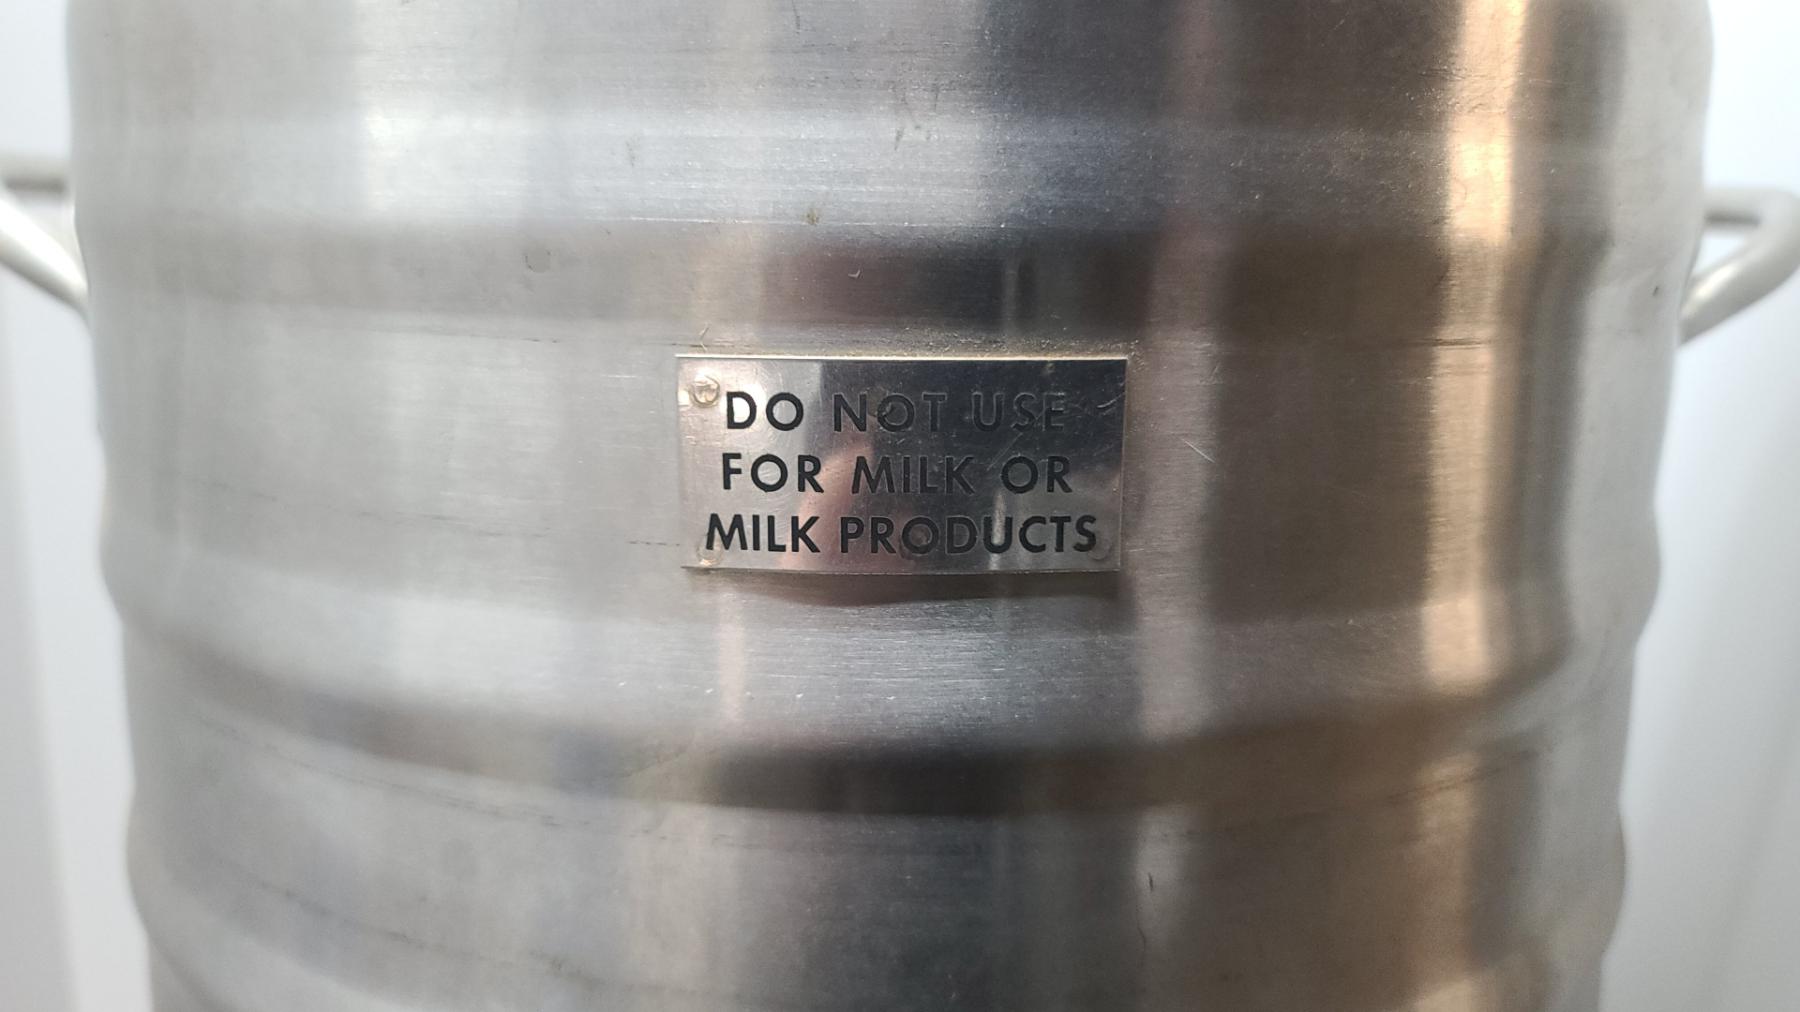 DO NOT USE
FOR MILK OR
MILK PRODUCTS